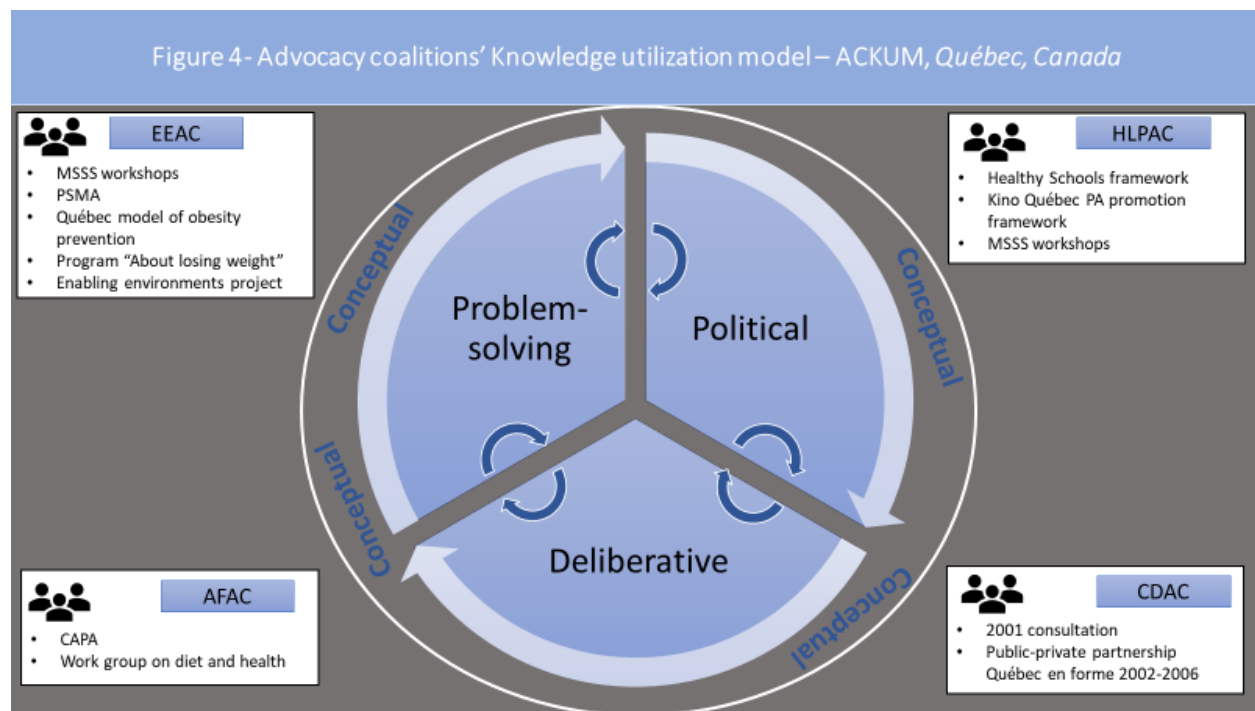 Figure 4- Advocacy coalitions’ Knowledge utilization model – ACKUM, Québec, Canada
EEAC
• MSSS workshops
• PSMA
• Québec model of obesity
prevention
• Program “About losing weight”
• Enabling environments project
HLPAC
• Healthy Schools framework
• Kino Québec PA promotion
framework
• MSSS workshops
Conceptual
Conceptual
Problem-
solving
Political
Conceptual
Deliberative
Conceptual
AFAC
• CAPA
• Work group on diet and health
CDAC
• 2001 consultation
• Public-private partnership
Québec en forme 2002-2006